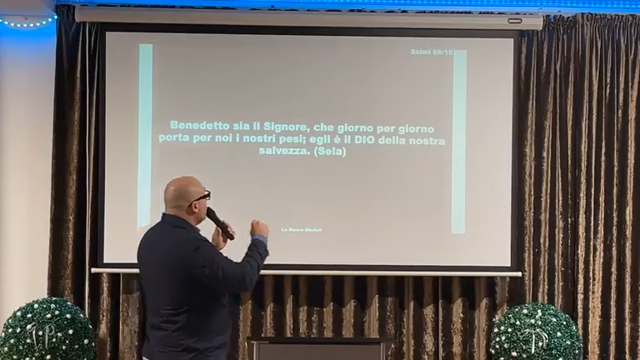 Salmi 68:19
Benedetto sia il Signore, che giorno per giorno
porta per noi i nostri pesi; egli è il DIO della nostra
salvezza. (Sela)
La Nuova Diodati